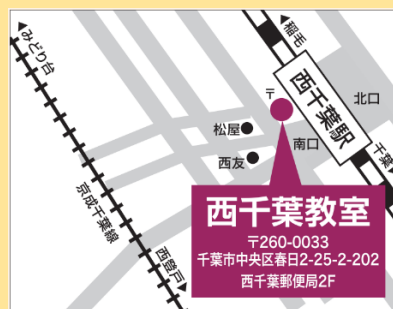 ▲みどり台
▲稲毛
西千葉駅
北口
〒
松屋
西友
南口
千葉▼
京成千葉線
西登戸▼
西千葉教室
〒260-0033
千葉市中央区春日2-25-2-202
西千葉郵便局2F